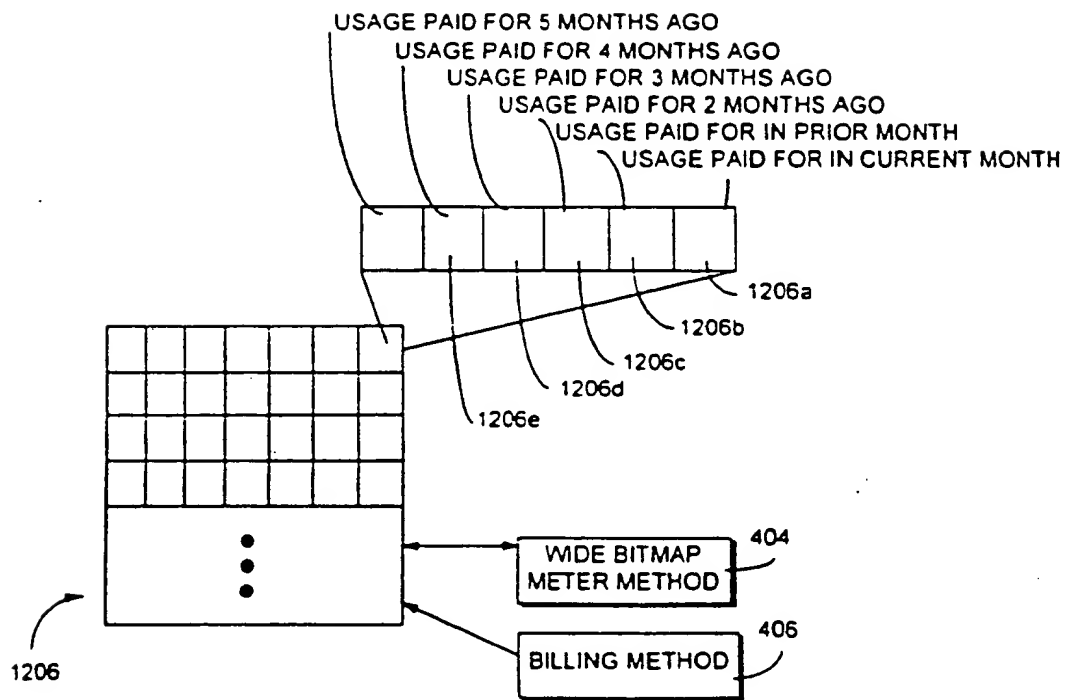 USAGE PAID FOR 5 MONTHS AGO
USAGE PAID FOR 4 MONTHS AGO
USAGE PAID FOR 3 MONTHS AGO
USAGE PAID FOR 2 MONTHS AGO
USAGE PAID FOR IN PRIOR MONTH
USAGE PAID FOR IN CURRENT MONTH
1206a
1206b
1206c
1206d
1206e
404
WIDE BITMAP
METER METHOD
406
BILLING METHOD
1206